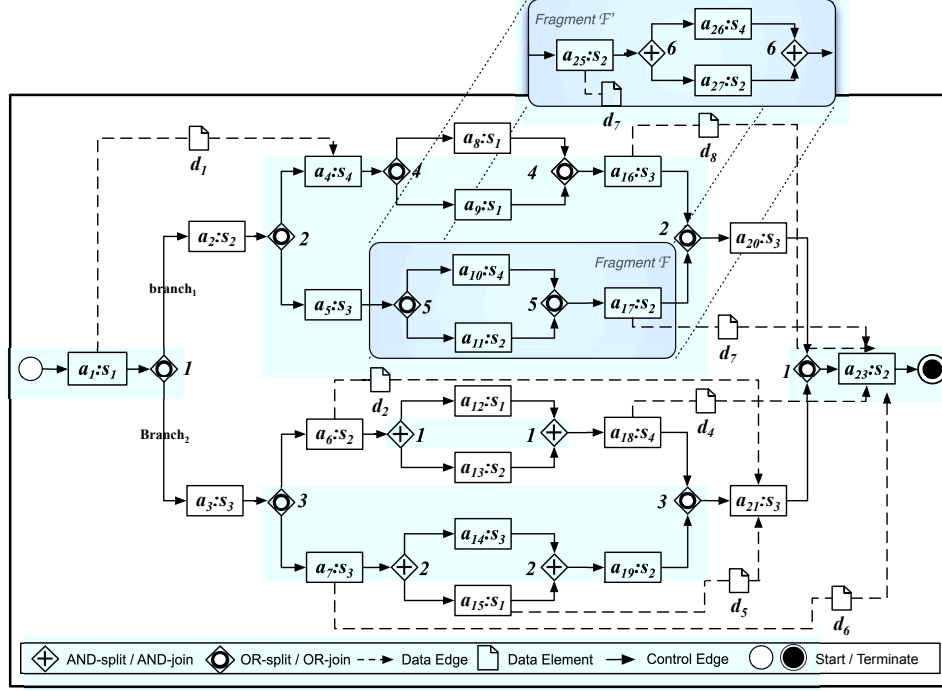 Fragment F'
a26:s4
a25:s2
6
6
a27:s2
d7
d1
a8:s1
d8
a4:s4
4
4
a16:s3
a9:s1
a2:s2
2
2
a20:s3
Fragment F
a10:s4
branch1
a5:s3
5
5
a17:s2
a11:s2
d7
a1:s1
1
1
a23:s2
d2
a12:s1
Branch2
a6:s2
1
1
a18:s4
d4
a13:s2
a3:s3
3
3
a21:s3
a14:s3
a7:s3
2
2
a19:s2
a15:s1
d5
d6
AND-split / AND-join
OR-split / OR-join
Data Edge
Data Element
Control Edge
Start / Terminate